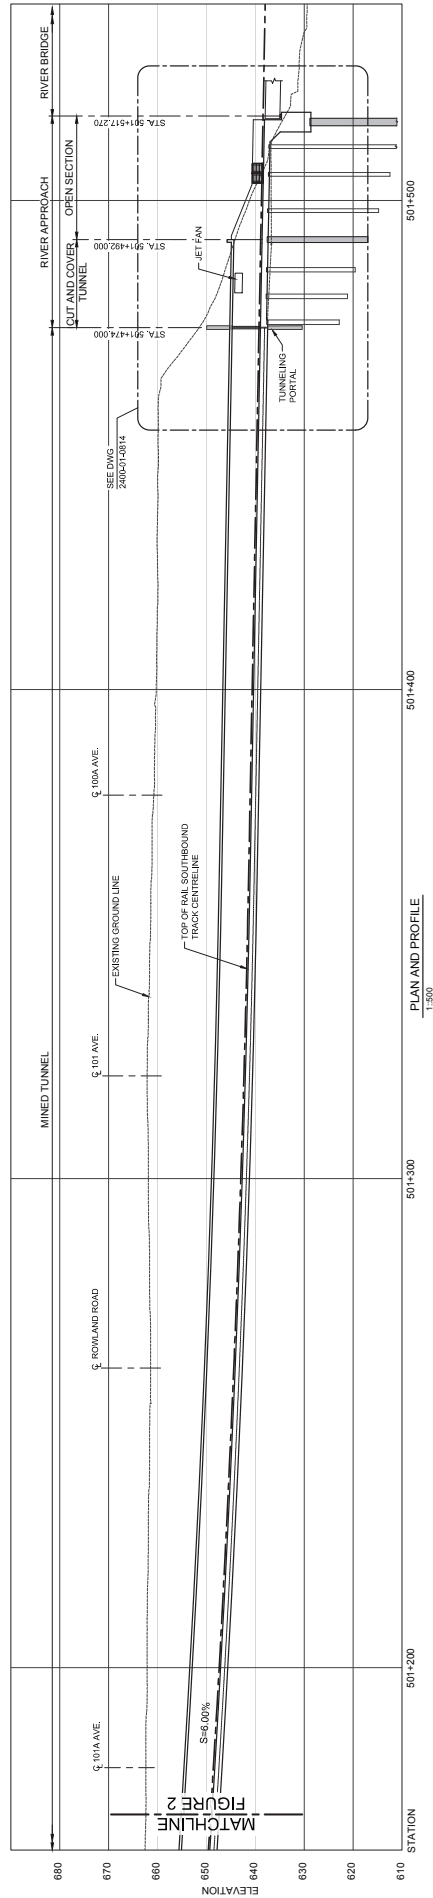 MINED TUNNEL
RIVER APPROACH
RIVER BRIDGE
CUT AND COVER
TUNNEL
OPEN SECTION
STA. 501+474.000
STA. 501+492.000
STA. 501+517.270
SEE DWG
2400-01-0814
JET FAN
TUNNELING
PORTAL
℄ 101A AVE.
℄ ROWLAND ROAD
℄ 101 AVE.
℄ 100A AVE.
EXISTING GROUND LINE
TOP OF RAIL SOUTHBOUND
TRACK CENTRELINE
S=6.00%
MATCHLINE
FIGURE 2
ELEVATION
680
670
660
650
640
630
620
610
STATION
501+200
501+300
501+400
501+500
PLAN AND PROFILE
1:500